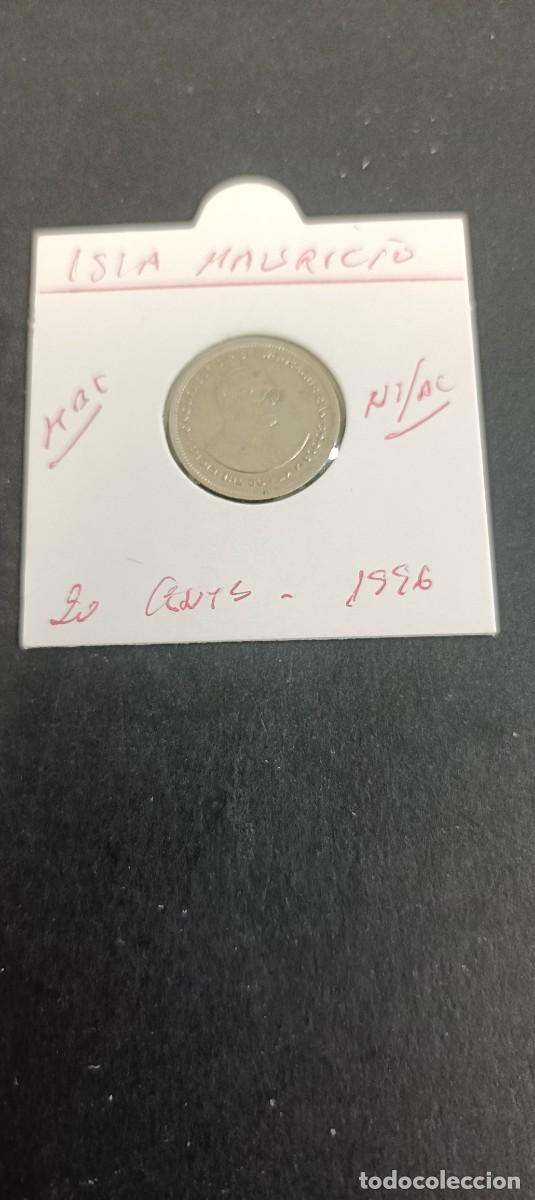 ISLA MAURICIO
MBC
NI/AC
20 CENTS - 1996
todocoleccion